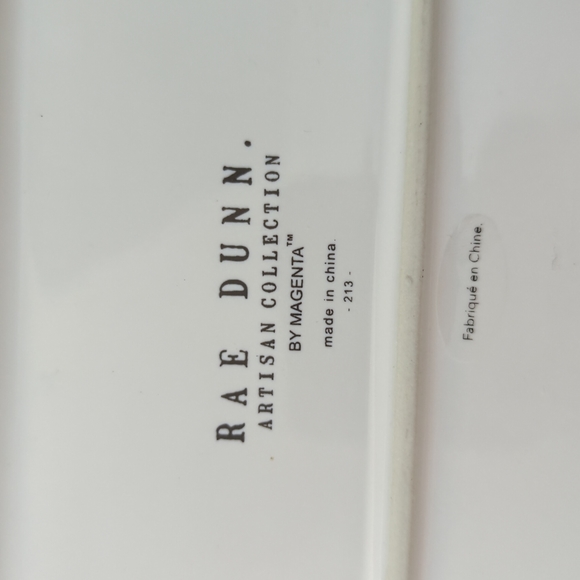 RAE DUNN.
ARTISAN COLLECTION
BY MAGENTA™
made in china.
- 213 -
Fabriqué en Chine.